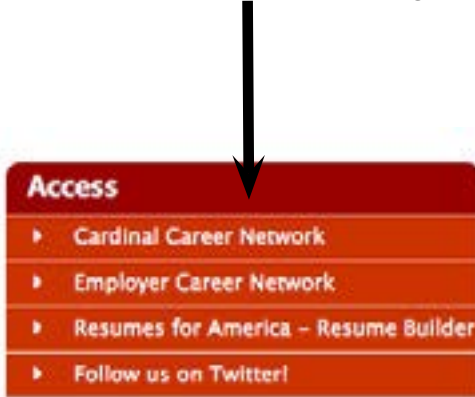 Access
Cardinal Career Network
Employer Career Network
Resumes for America – Resume Builder
Follow us on Twitter!